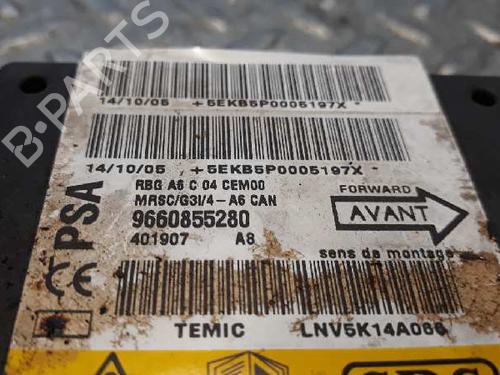 B-PARTS
14/10/05 +5EKB5P0005197X *
14/10/05 +5EKB5P0005197X *
PSA
RBG A6 C 04 CEM00
MRSC/G3I/4-A6 CAN
9660855280
401907 A8
FORWARD
AVANT
sens de montage
CE
TEMIC LNV5K14A066